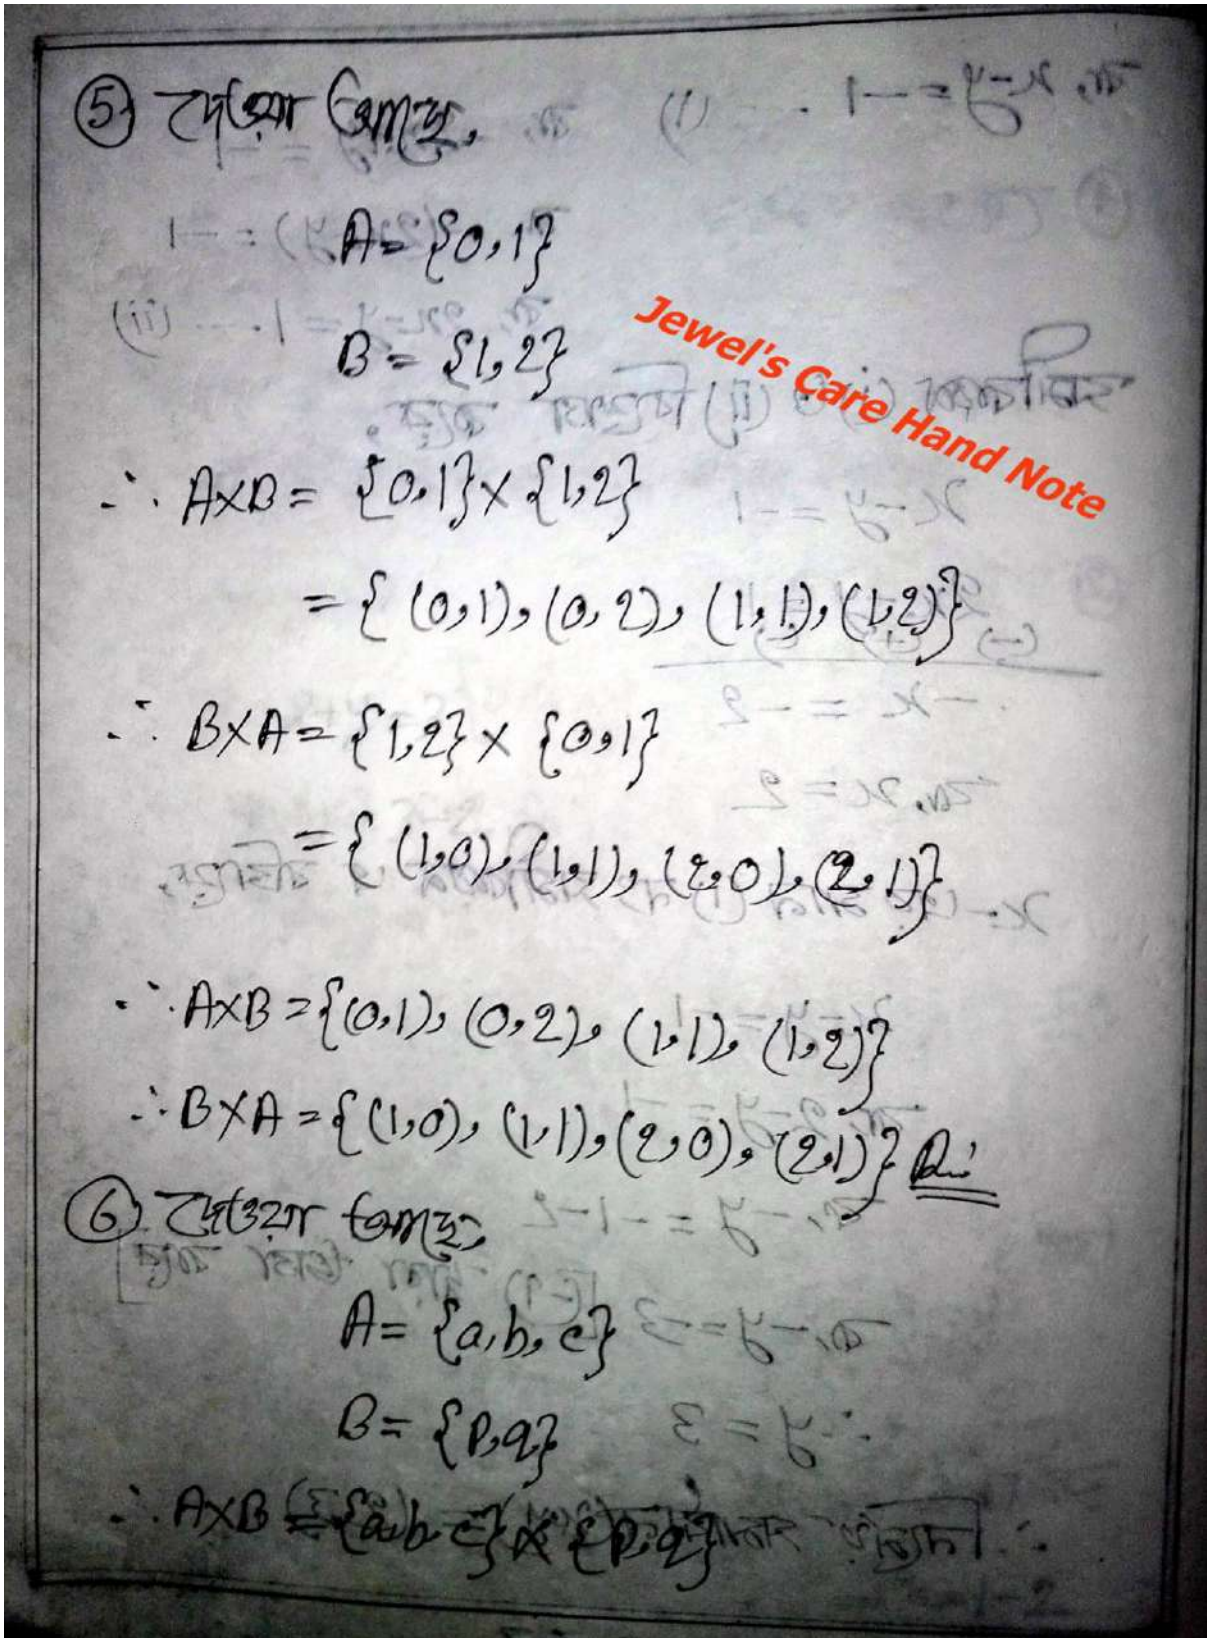 ⑤ দেওয়া আছে,
A = {0, 1}
B = {1, 2}
Jewel's Care Hand Note
∴ A×B = {0, 1} × {1, 2}
= { (0, 1), (0, 2), (1, 1), (1, 2)}
∴ B×A = {1, 2} × {0, 1}
= { (1, 0), (1, 1), (2, 0), (2, 1)}
∴ A×B = {(0, 1), (0, 2), (1, 1), (1, 2)}
∴ B×A = {(1, 0), (1, 1), (2, 0), (2, 1)}
⑥ দেওয়া আছে,
A = {a, b, c}
B = {p, q}
∴ A×B = {a, b, c} × {p, q}